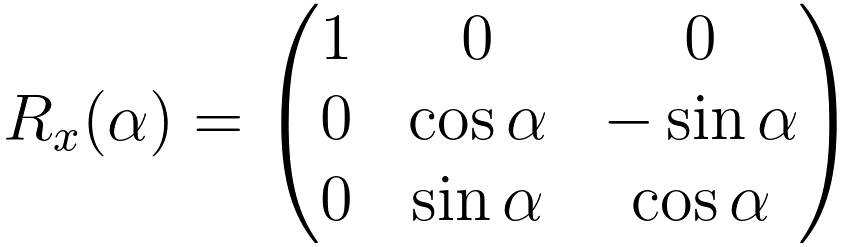 R_x(α) = 
( 1 0 0
0 cos α − sin α
0 sin α cos α )